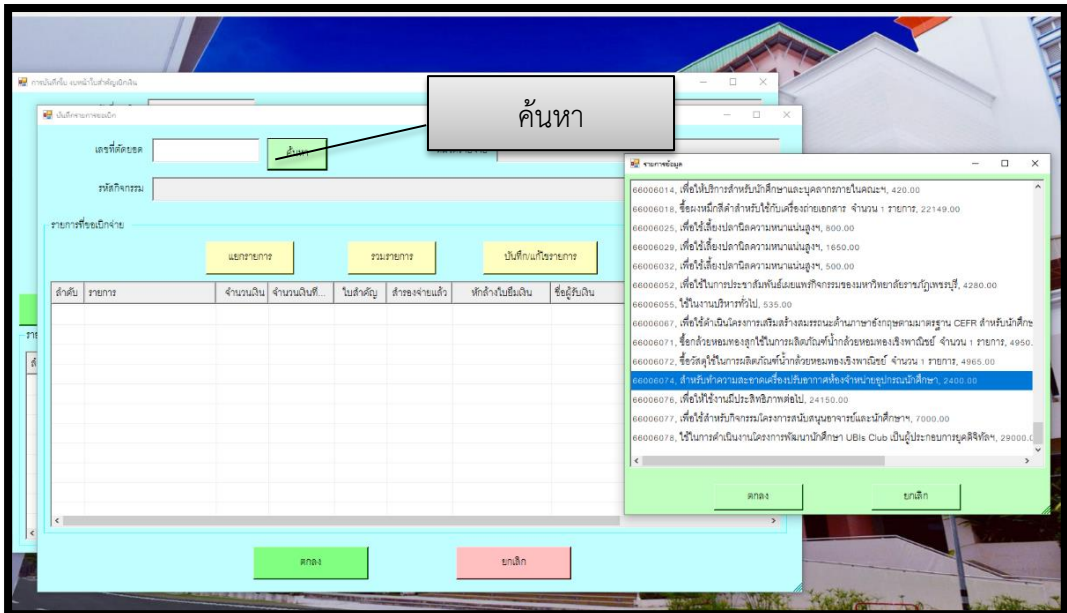 การบันทึกใบ งบหน้าใบสำคัญเบิกเงิน
บันทึกรายการขอเบิก
ค้นหา
เลขที่ตัดยอด
ค้นหา
รหัสกิจกรรม
รายการที่ขอเบิกจ่าย
แยกรายการ
รวมรายการ
บันทึก/แก้ไขรายการ
ลำดับ รายการ จำนวนเงิน จำนวนเงินที่... ใบสำคัญ สำรองจ่ายแล้ว หักล้างใบยืมเงิน ชื่อผู้รับเงิน
ตกลง
ยกเลิก
รายการข้อมูล
66006014, เพื่อให้บริการสำหรับนักศึกษาและบุคลากรภายในคณะฯ, 420.00
66006018, ซื้อผงหมึกสีดำสำหรับใช้กับเครื่องถ่ายเอกสาร จำนวน 1 รายการ, 22149.00
66006025, เพื่อใช้เลี้ยงปลานิลความหนาแน่นสูงฯ, 800.00
66006029, เพื่อใช้เลี้ยงปลานิลความหนาแน่นสูงฯ, 1650.00
66006032, เพื่อใช้เลี้ยงปลานิลความหนาแน่นสูงฯ, 500.00
66006052, เพื่อใช้ในการประชาสัมพันธ์เผยแพร่กิจกรรมของมหาวิทยาลัยราชภัฏเพชรบุรี, 4280.00
66006055, ใช้ในงานบริหารทั่วไป, 535.00
66006067, เพื่อใช้ดำเนินโครงการเสริมสร้างสมรรถนะด้านภาษาอังกฤษตามมาตรฐาน CEFR สำหรับนักศึกษ
66006071, ซื้อกล้วยหอมทองสุกใช้ในการผลิตภัณฑ์น้ำกล้วยหอมทองเชิงพาณิชย์ จำนวน 1 รายการ, 4950.
66006072, ซื้อวัสดุใช้ในการผลิตภัณฑ์น้ำกล้วยหอมทองเชิงพาณิชย์ จำนวน 1 รายการ, 4965.00
66006074, สำหรับทำความสะอาดเครื่องปรับอากาศห้องจำหน่ายอุปกรณ์นักศึกษา, 2400.00
66006076, เพื่อให้ใช้งานมีประสิทธิภาพต่อไป, 24150.00
66006077, เพื่อใช้สำหรับกิจกรรมโครงการสนับสนุนอาจารย์และนักศึกษาฯ, 7000.00
66006078, ใช้ในการดำเนินงานโครงการพัฒนานักศึกษา UBIs Club เป็นผู้ประกอบการยุคดิจิทัลฯ, 29000.0
ตกลง
ยกเลิก